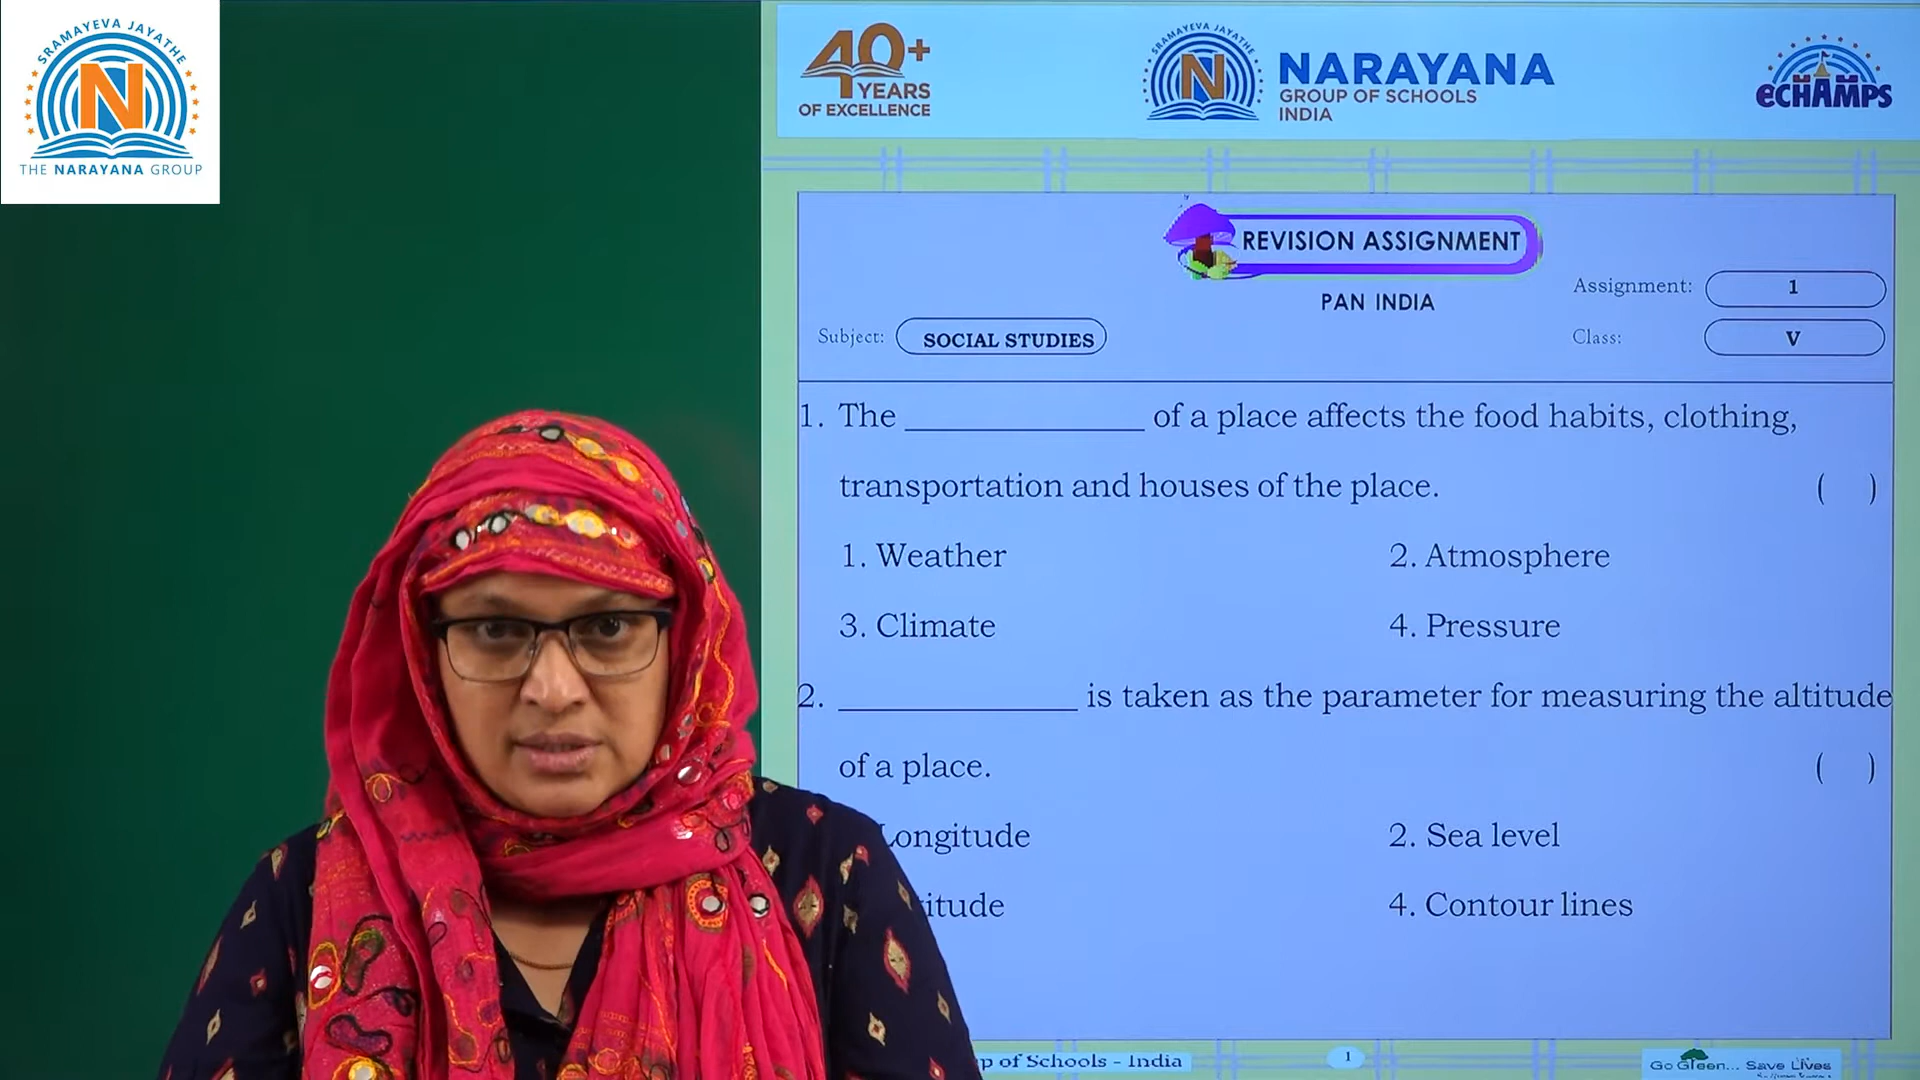 SRAMAYEVA JAYATHE
N
THE NARAYANA GROUP
40+
YEARS
OF EXCELLENCE
SRAMAYEVA JAYATHE
N
NARAYANA
GROUP OF SCHOOLS
INDIA
eCHAMPS
REVISION ASSIGNMENT
PAN INDIA
Assignment: 1
Subject: SOCIAL STUDIES
Class: V
1. The ______________ of a place affects the food habits, clothing,
transportation and houses of the place. ( )
1. Weather 2. Atmosphere
3. Climate 4. Pressure
2. ______________ is taken as the parameter for measuring the altitude
of a place. ( )
Longitude 2. Sea level
itude 4. Contour lines
p of Schools - India
1
Go Green... Save Lives